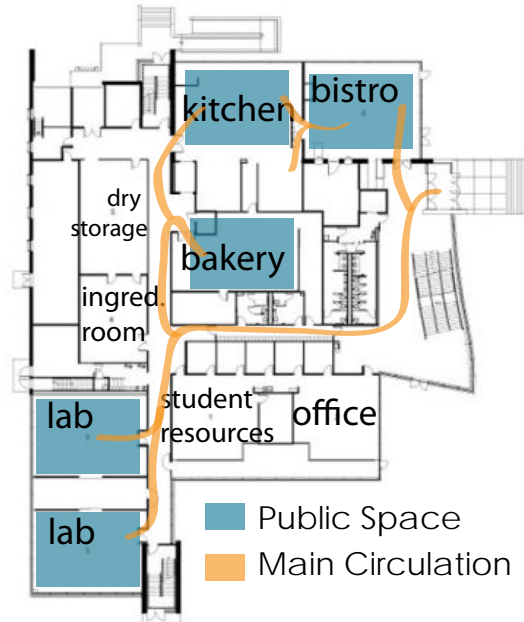 kitchen
bistro
dry
storage
bakery
ingred.
room
lab
student
resources
office
lab
Public Space
Main Circulation